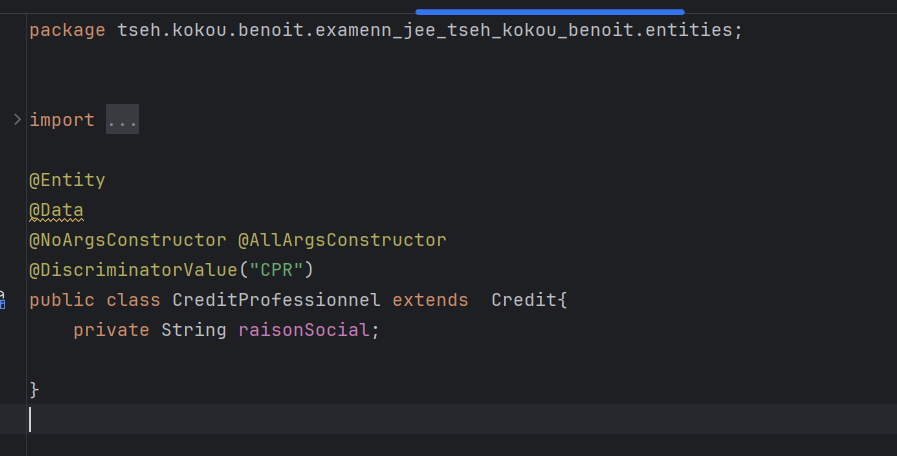 package tseh.kokou.benoit.examenn_jee_tseh_kokou_benoit.entities;
import ...
@Entity
@Data
@NoArgsConstructor @AllArgsConstructor
@DiscriminatorValue("CPR")
public class CreditProfessionnel extends  Credit{
    private String raisonSocial;
}